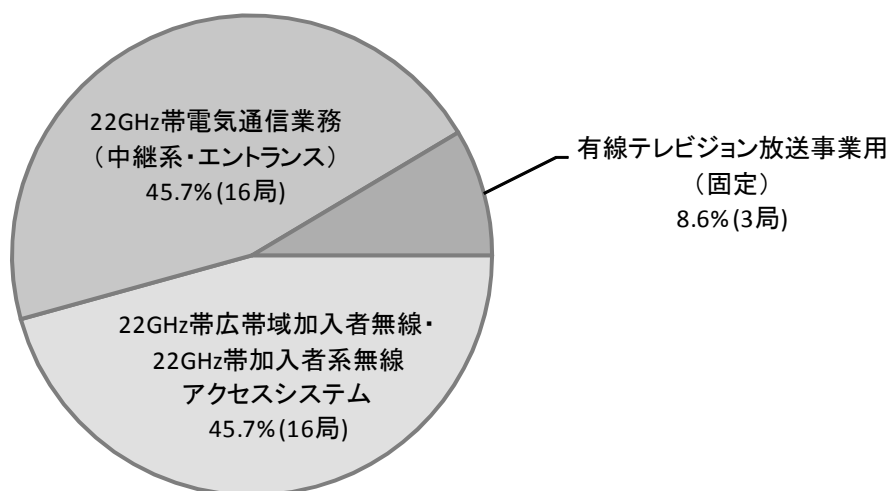 22GHz帯電気通信業務
（中継系・エントランス）
45.7%(16局)
有線テレビジョン放送事業用
（固定）
8.6%(3局)
22GHz帯広帯域加入者無線・
22GHz帯加入者系無線
アクセスシステム
45.7%(16局)